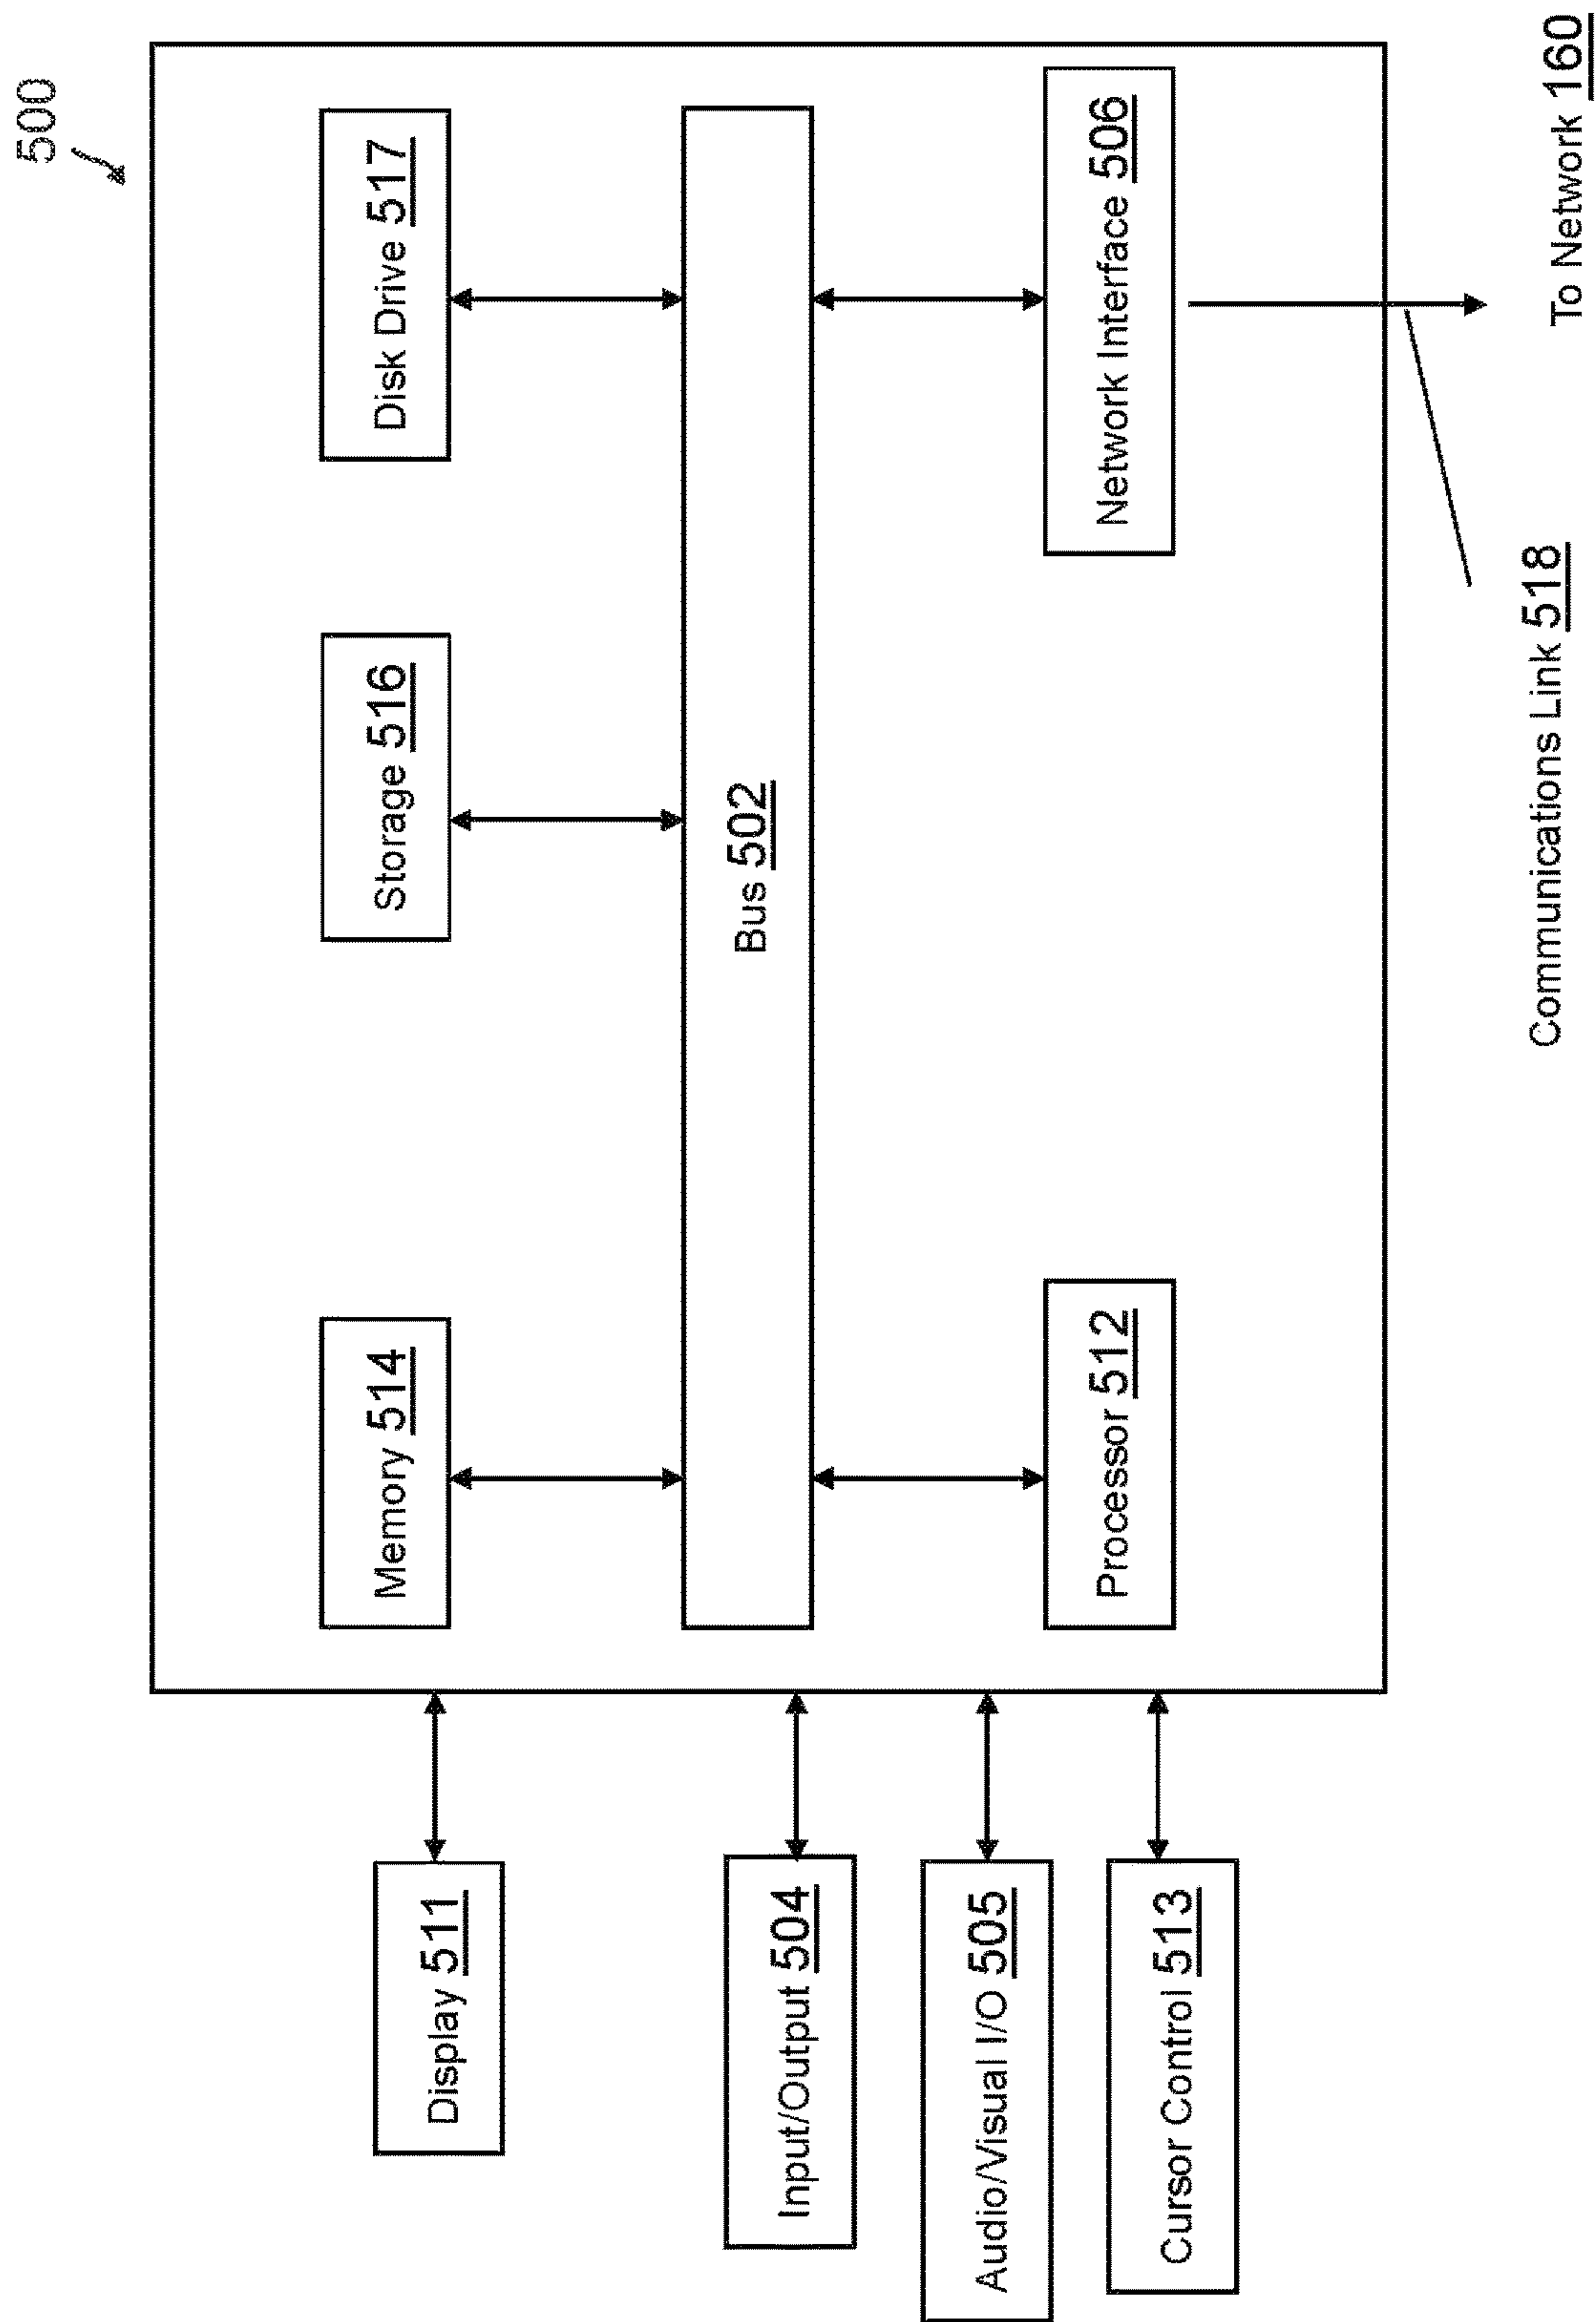 500
Display 511
Memory 514
Storage 516
Disk Drive 517
Input/Output 504
Bus 502
Audio/Visual I/O 505
Cursor Control 513
Processor 512
Network Interface 506
Communications Link 518
To Network 160